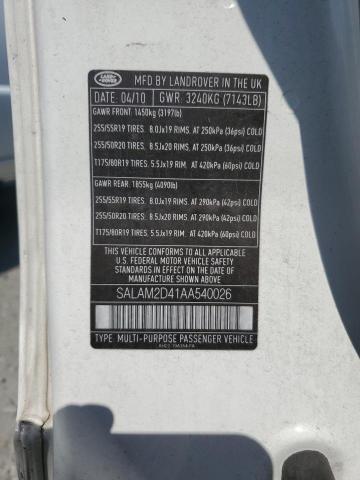 LAND ROVER
MFD BY LANDROVER IN THE UK
DATE: 04/10 GWR: 3240KG (7143LB)
GAWR FRONT: 1450kg (3197lb)
255/55R19 TIRES 8.0Jx19 RIMS, AT 250kPA (36psi) COLD
255/50R20 TIRES 8.5Jx20 RIMS, AT 250kPA (36psi) COLD
T175/80R19 TIRES 5.5Jx19 RIMS, AT 420kPA (60psi) COLD
GAWR REAR: 1855kg (4090lb)
255/55R19 TIRES 8.0Jx19 RIMS, AT 290kPA (42psi) COLD
255/50R20 TIRES 8.5Jx20 RIMS, AT 290kPA (42psi) COLD
T175/80R19 TIRES 5.5Jx19 RIMS, AT 420kPA (60psi) COLD
THIS VEHICLE CONFORMS TO ALL APPLICABLE
U.S. FEDERAL MOTOR VEHICLE SAFETY STANDARDS
IN EFFECT ON THE DATE OF MANUFACTURE
SHOWN ABOVE
SALAM2D41AA540026
TYPE: MULTI-PURPOSE PASSENGER VEHICLE